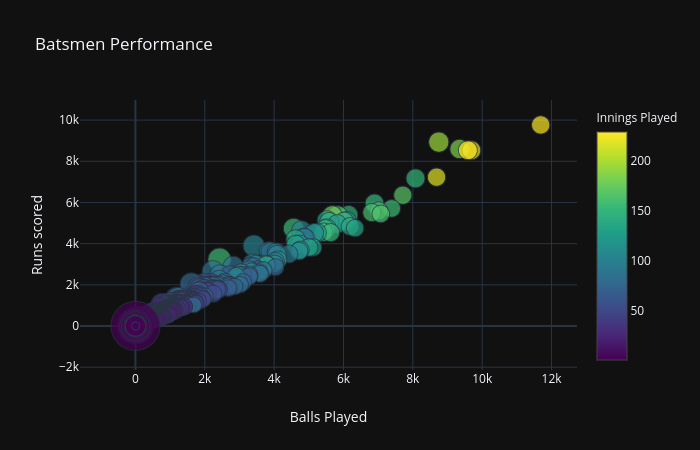 Batsmen Performance
Innings Played
10k
8k
6k
4k
2k
0
−2k
Runs scored
200
150
100
50
0
2k
4k
6k
8k
10k
12k
Balls Played